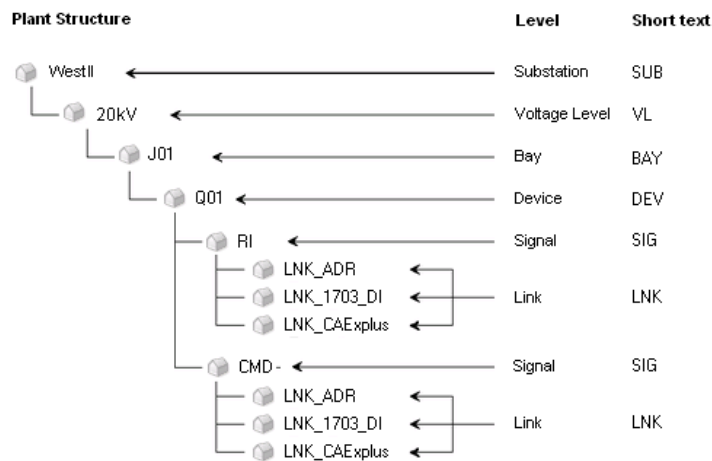 Plant Structure Level Short text
WestII Substation SUB
20kV Voltage Level VL
J01 Bay BAY
Q01 Device DEV
RI Signal SIG
LNK_ADR
LNK_1703_DI Link LNK
LNK_CAExplus
CMD - Signal SIG
LNK_ADR
LNK_1703_DI Link LNK
LNK_CAExplus